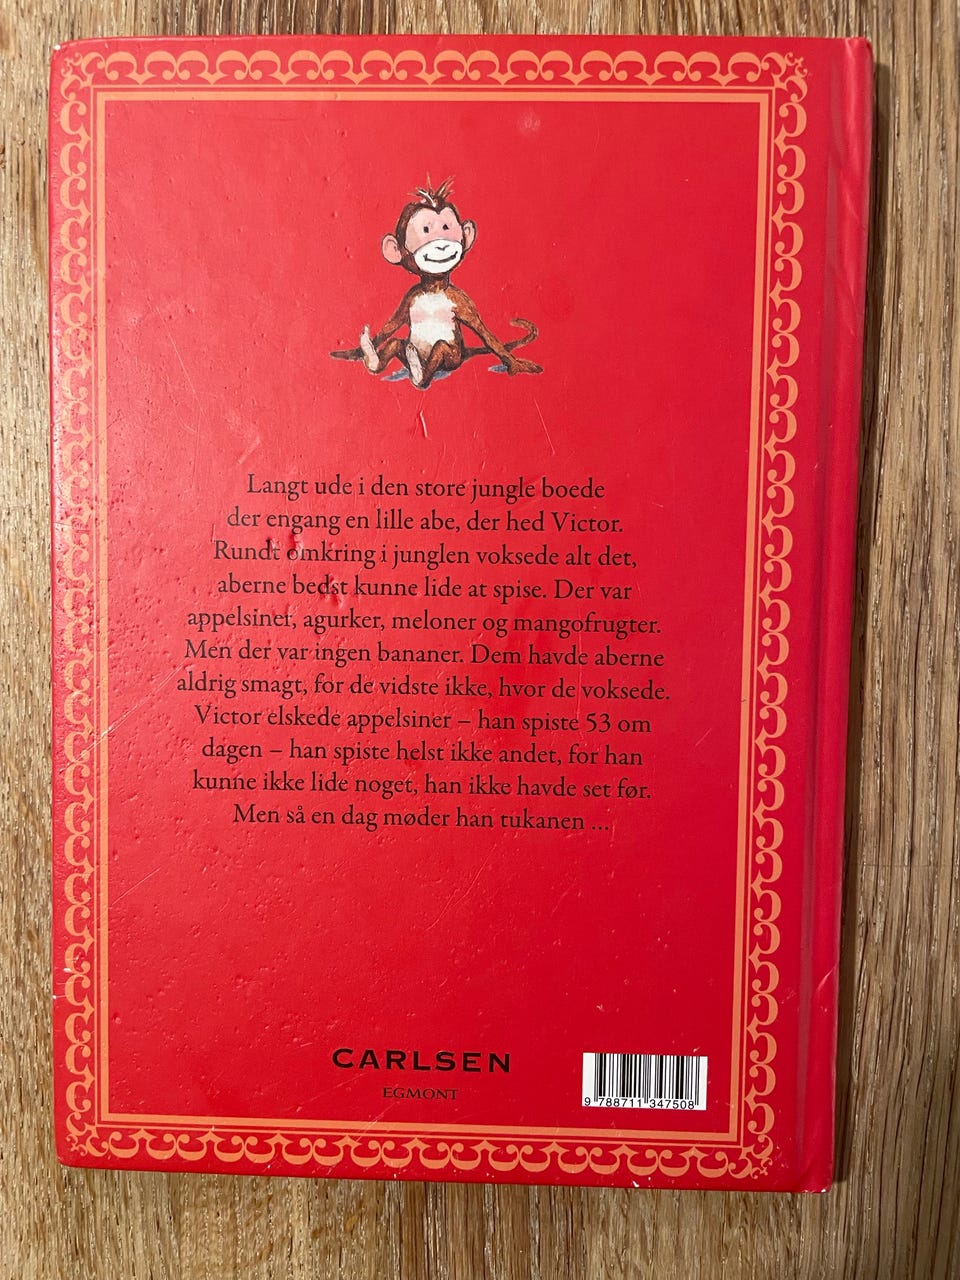 Langt ude i den store jungle boede
der engang en lille abe, der hed Victor.
Rundt omkring i junglen voksede alt det,
aberne bedst kunne lide at spise. Der var
appelsiner, agurker, meloner og mangofrugter.
Men der var ingen bananer. Dem havde aberne
aldrig smagt, for de vidste ikke, hvor de voksede.
Victor elskede appelsiner – han spiste 53 om
dagen – han spiste helst ikke andet, for han
kunne ikke lide noget, han ikke havde set før.
Men så en dag møder han tukanen ...
CARLSEN
EGMONT
9 788711 347508